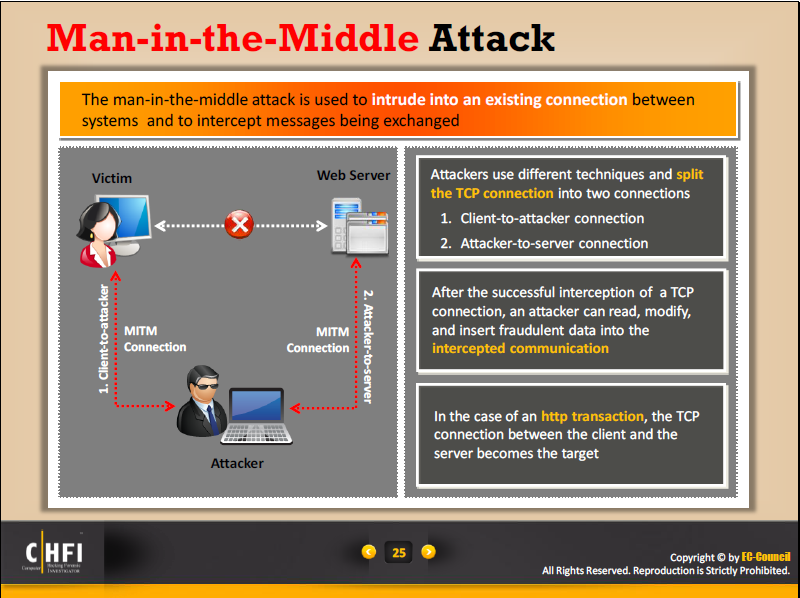 Man-in-the-Middle Attack
The man-in-the-middle attack is used to intrude into an existing connection between
systems and to intercept messages being exchanged
Victim
Web Server
1. Client-to-attacker
MITM
Connection
MITM
Connection
2. Attacker-to-server
Attacker
Attackers use different techniques and split
the TCP connection into two connections
1. Client-to-attacker connection
2. Attacker-to-server connection
After the successful interception of a TCP
connection, an attacker can read, modify,
and insert fraudulent data into the
intercepted communication
In the case of an http transaction, the TCP
connection between the client and the
server becomes the target
CHFI
Computer Hacking Forensic
INVESTIGATOR
25
Copyright © by EC-Council
All Rights Reserved. Reproduction is Strictly Prohibited.